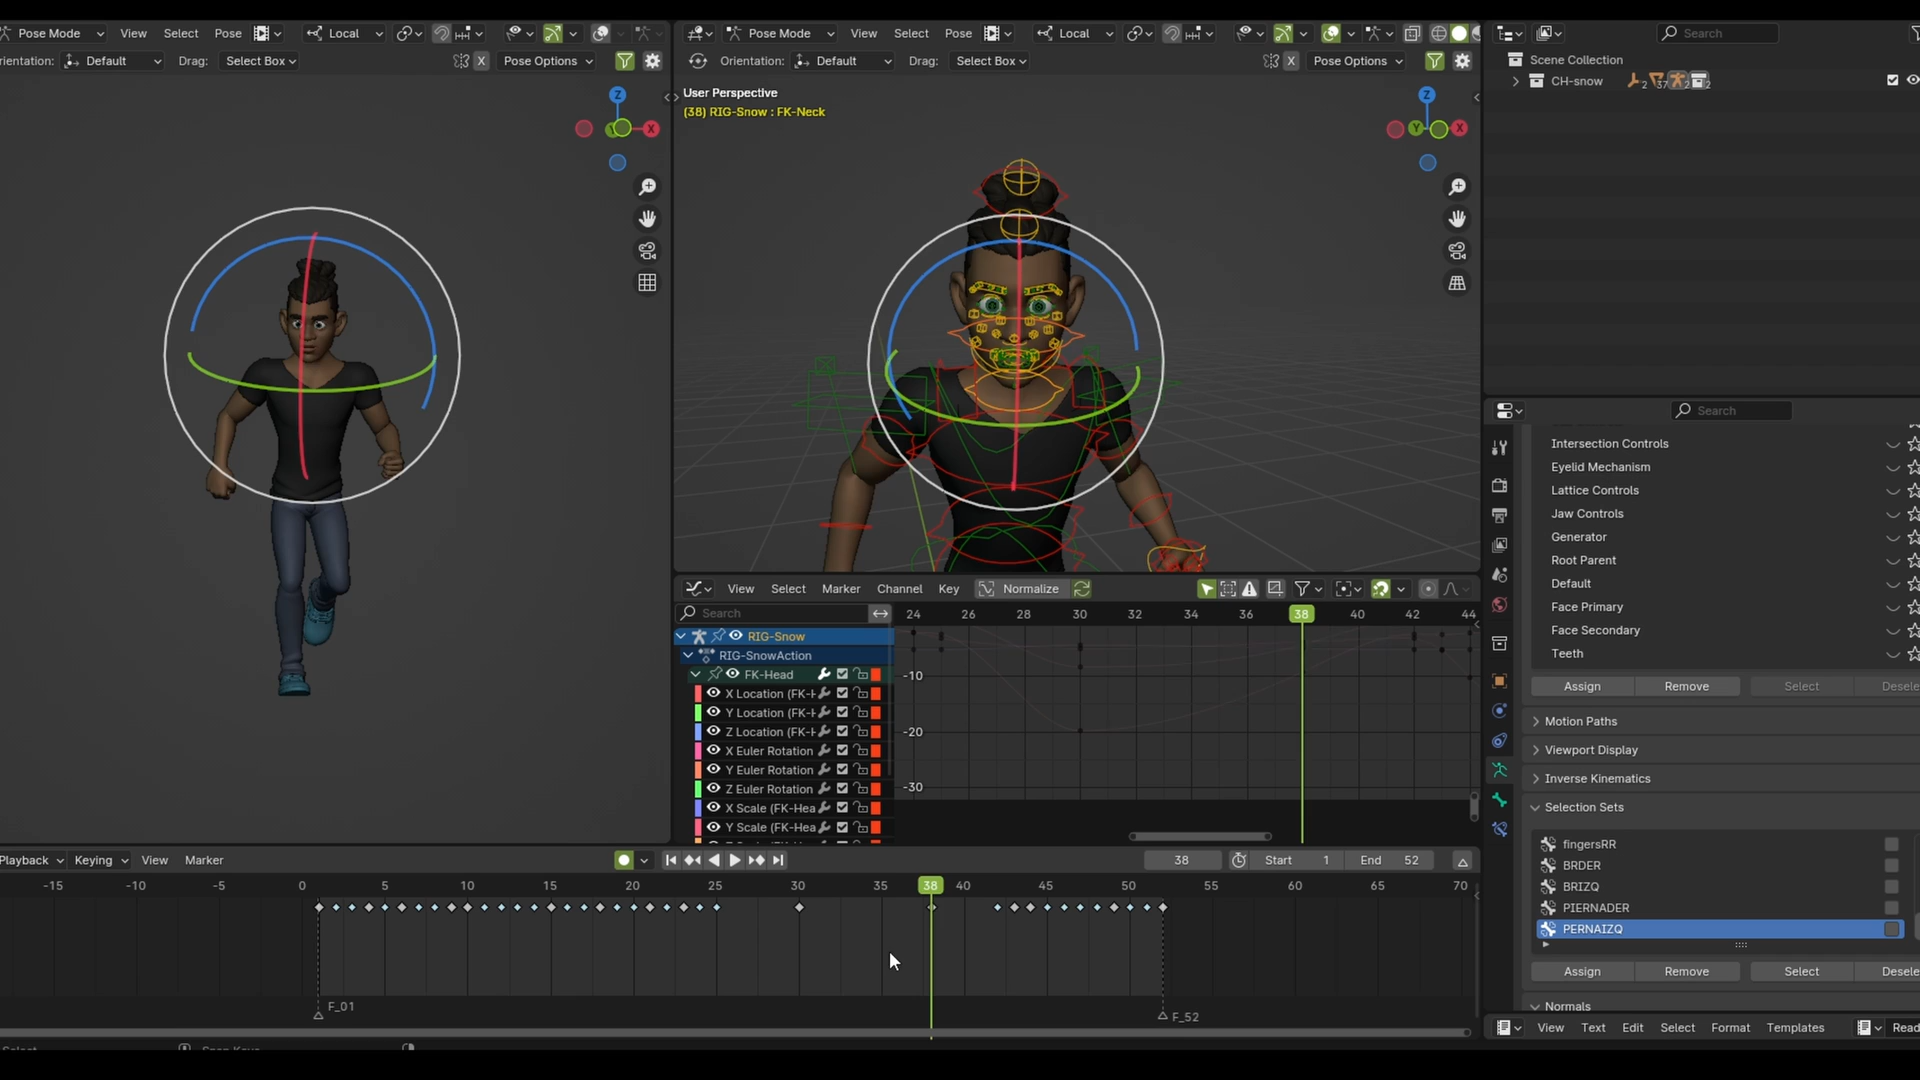 Pose Mode View Select Pose Local
rientation: Default Drag: Select Box X Pose Options
Z
Y X
Pose Mode View Select Pose Local
Orientation: Default Drag: Select Box X Pose Options
User Perspective
(38) RIG-Snow : FK-Neck
Z
Y X
Search
Scene Collection
CH-snow 2 37 2 2
Search
Intersection Controls
Eyelid Mechanism
Lattice Controls
Jaw Controls
Generator
Root Parent
Default
Face Primary
Face Secondary
Teeth
Assign Remove Select Desele
Motion Paths
Viewport Display
Inverse Kinematics
Selection Sets
fingersRR
BRDER
BRIZQ
PIERNADER
PERNAIZQ
Assign Remove Select Desele
Normals
View Text Edit Select Format Templates Read
View Select Marker Channel Key Normalize
Search 24 26 28 30 32 34 36 38 40 42 44
RIG-Snow
RIG-SnowAction
FK-Head
X Location (FK-H
Y Location (FK-H
Z Location (FK-H
X Euler Rotation
Y Euler Rotation
Z Euler Rotation
X Scale (FK-Hea
Y Scale (FK-Hea
-10
-20
-30
Playback Keying View Marker 38 Start 1 End 52
-15 -10 -5 0 5 10 15 20 25 30 35 38 40 45 50 55 60 65 70
F_01
F_52